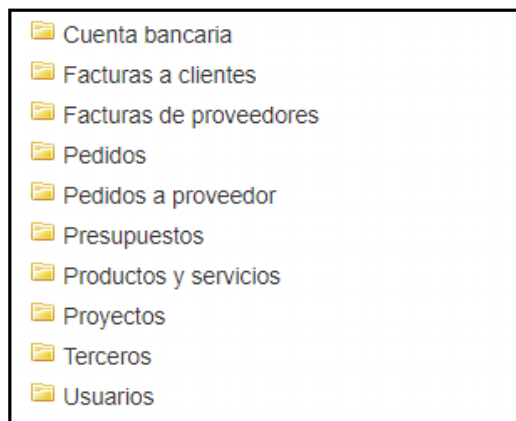 Cuenta bancaria
Facturas a clientes
Facturas de proveedores
Pedidos
Pedidos a proveedor
Presupuestos
Productos y servicios
Proyectos
Terceros
Usuarios